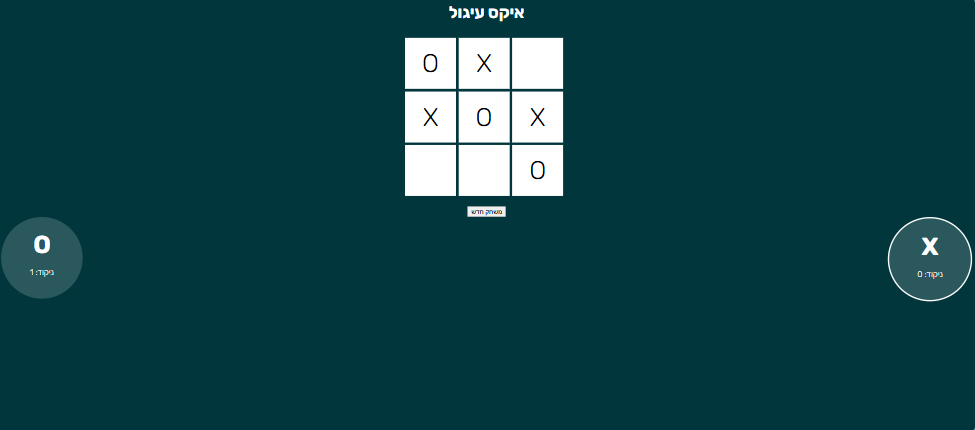 איקס עיגול
O X
X O X
O
משחק חדש
X
ניקוד: 0
O
ניקוד: 1